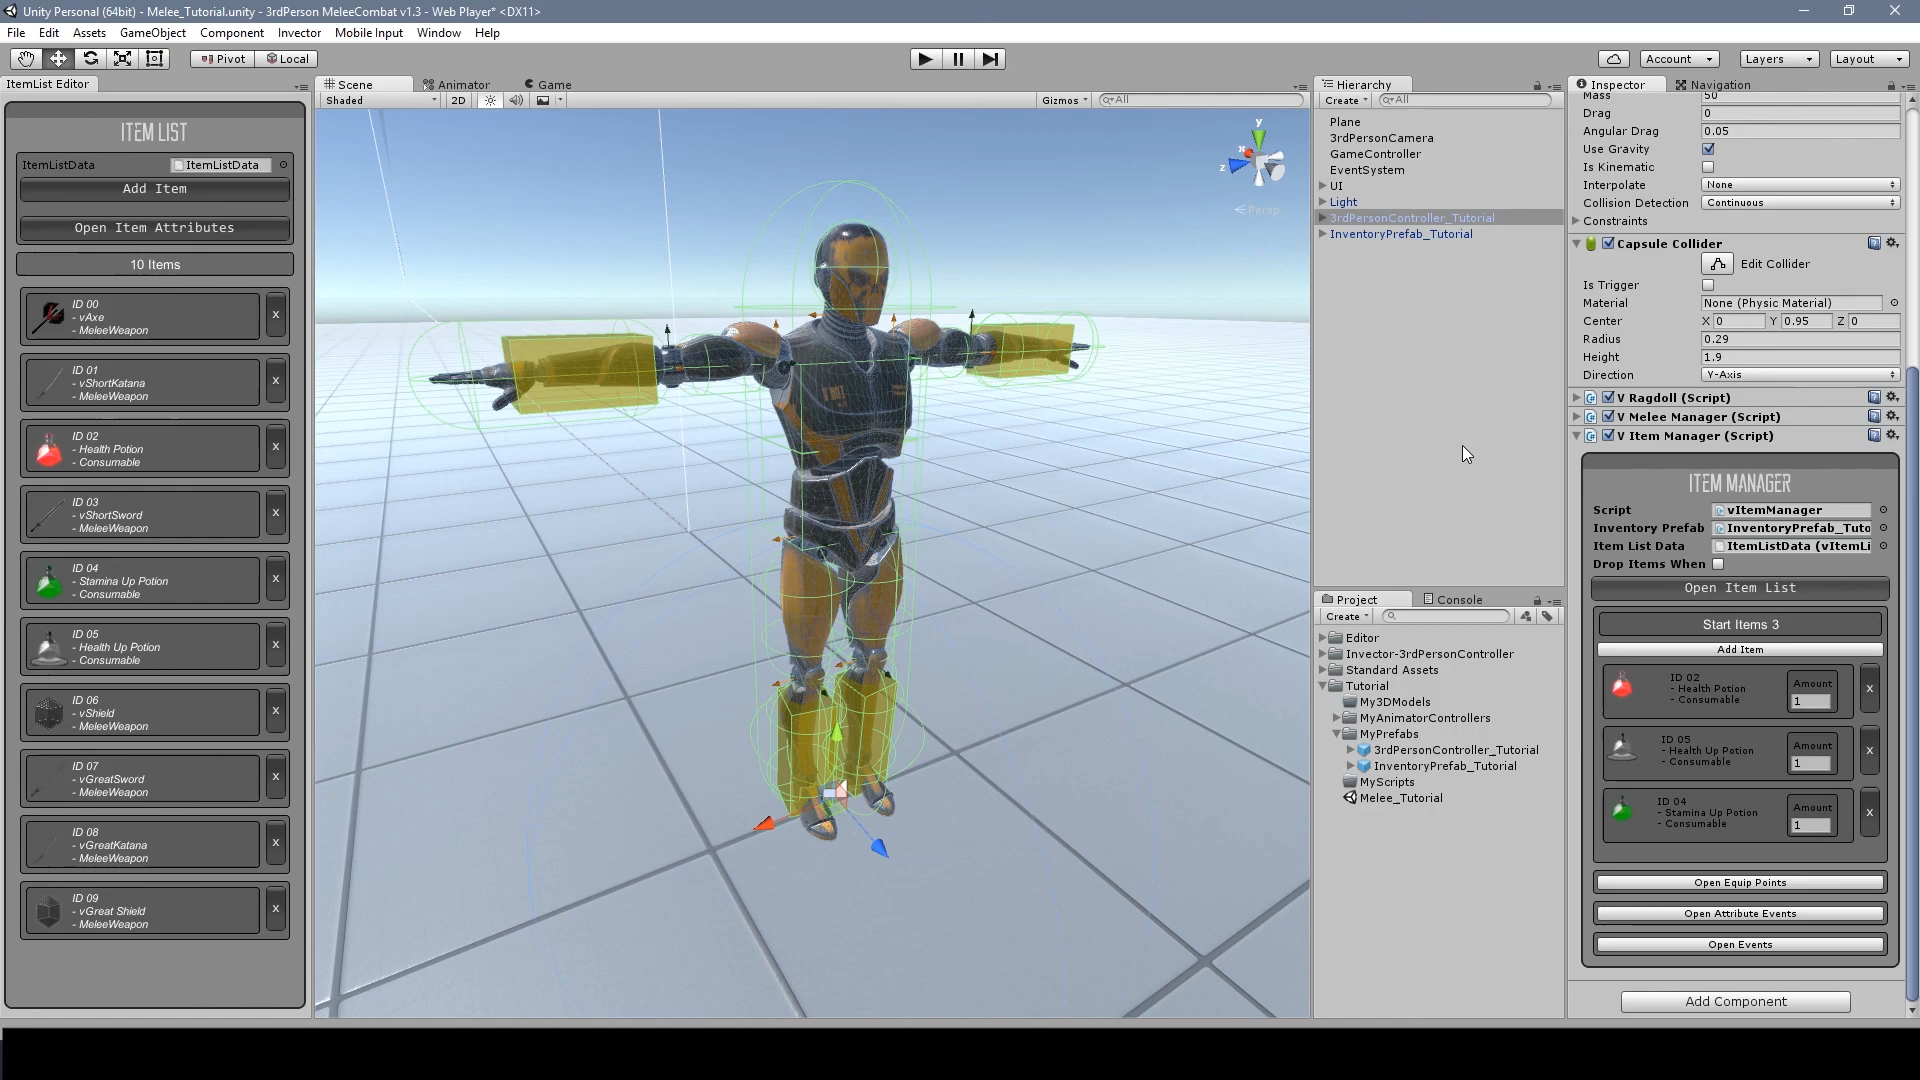 Unity Personal (64bit) - Melee_Tutorial.unity - 3rdPerson MeleeCombat v1.3 - Web Player* <DX11>
File Edit Assets GameObject Component Invector Mobile Input Window Help
Pivot Local
Account Layers Layout
ItemList Editor
ITEM LIST
ItemListData ItemListData
Add Item
Open Item Attributes
10 Items
ID 00
- vAxe
- MeleeWeapon
X
ID 01
- vShortKatana
- MeleeWeapon
X
ID 02
- Health Potion
- Consumable
X
ID 03
- vShortSword
- MeleeWeapon
X
ID 04
- Stamina Up Potion
- Consumable
X
ID 05
- Health Up Potion
- Consumable
X
ID 06
- vShield
- MeleeWeapon
X
ID 07
- vGreatSword
- MeleeWeapon
X
ID 08
- vGreatKatana
- MeleeWeapon
X
ID 09
- vGreat Shield
- MeleeWeapon
X
Scene Animator Game
Shaded 2D Gizmos All
y
x
z
Persp
Hierarchy
Create All
Plane
3rdPersonCamera
GameController
EventSystem
UI
Light
3rdPersonController_Tutorial
InventoryPrefab_Tutorial
Project Console
Create
Editor
Invector-3rdPersonController
Standard Assets
Tutorial
My3DModels
MyAnimatorControllers
MyPrefabs
3rdPersonController_Tutorial
InventoryPrefab_Tutorial
MyScripts
Melee_Tutorial
Inspector Navigation
Mass 50
Drag 0
Angular Drag 0.05
Use Gravity
Is Kinematic
Interpolate None
Collision Detection Continuous
Constraints
Capsule Collider
Edit Collider
Is Trigger
Material None (Physic Material)
Center X 0 Y 0.95 Z 0
Radius 0.29
Height 1.9
Direction Y-Axis
V Ragdoll (Script)
V Melee Manager (Script)
V Item Manager (Script)
ITEM MANAGER
Script vItemManager
Inventory Prefab InventoryPrefab_Tuto
Item List Data ItemListData (vItemLi
Drop Items When
Open Item List
Start Items 3
Add Item
ID 02
- Health Potion
- Consumable
Amount
1
X
ID 05
- Health Up Potion
- Consumable
Amount
1
X
ID 04
- Stamina Up Potion
- Consumable
Amount
1
X
Open Equip Points
Open Attribute Events
Open Events
Add Component